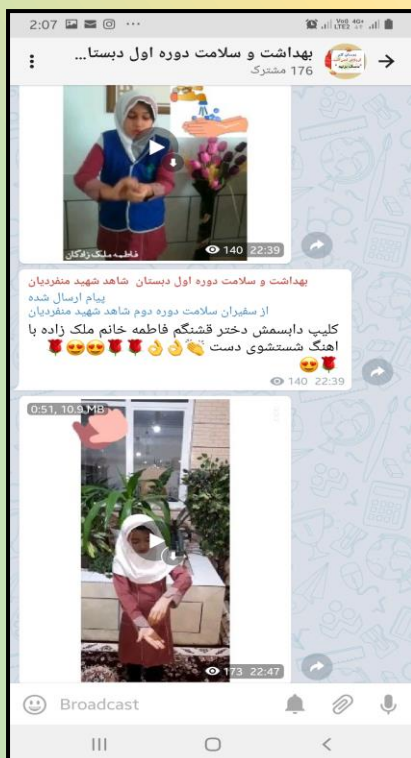 2:07
LTE2 4G+
بهداشت و سلامت دوره اول دبستا...
176 مشترک
فاطمه ملک زادکان
140 22:39
بهداشت و سلامت دوره اول دبستان شاهد شهید منفردیان
پیام ارسال شده
از سفیران سلامت دوره دوم شاهد شهید منفردیان
کلیپ دابسمش دختر قشنگم فاطمه خانم ملک زاده با
اهنگ شستشوی دست 👏👌👌🌹🌹😍😍🌹
😍🌹
140 22:39
0:51, 10.9 MB
173 22:47
Broadcast